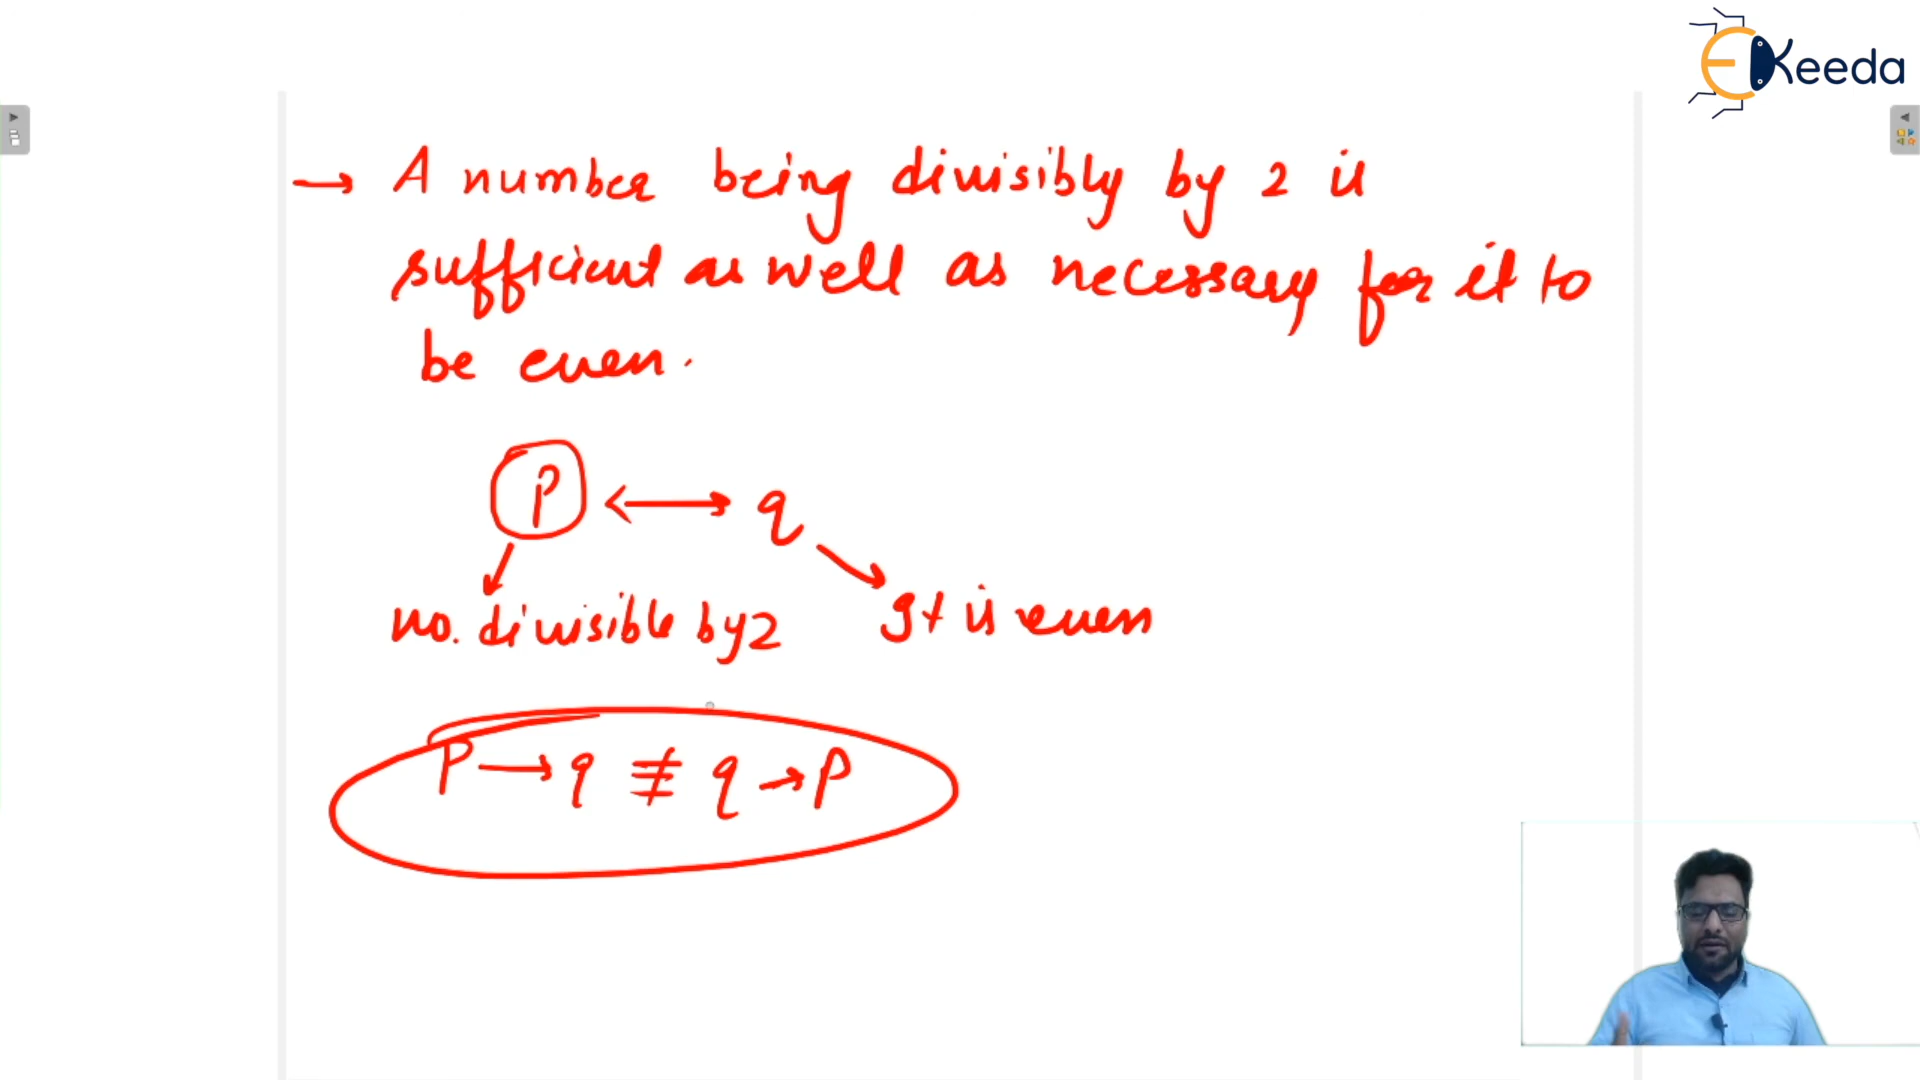 EKeeda
→ A number being divisibly by 2 is
sufficient as well as necessary for it to
be even.
P ↔ q
no. divisible by 2 It is even
P → q ≢ q → P